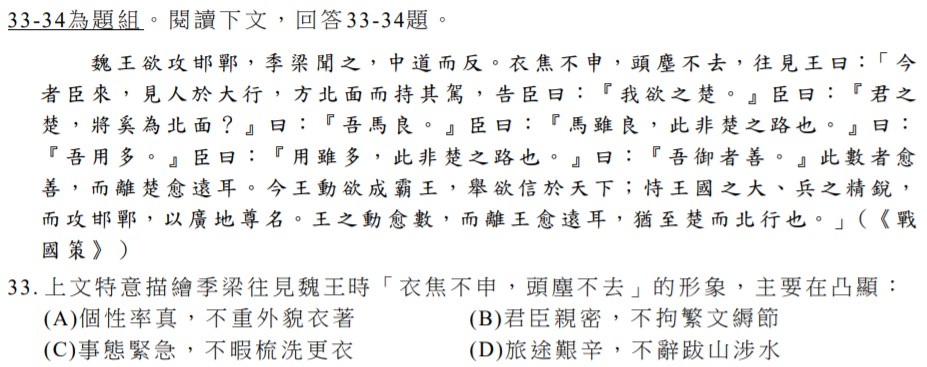 33-34為題組。閱讀下文，回答33-34題。
魏王欲攻邯鄲，季梁聞之，中道而反。衣焦不申，頭塵不去，往見王曰：「今
者臣來，見人於大行，方北面而持其駕，告臣曰：『我欲之楚。』臣曰：『君之
楚，將奚為北面？』曰：『吾馬良。』臣曰：『馬雖良，此非楚之路也。』曰：
『吾用多。』臣曰：『用雖多，此非楚之路也。』曰：『吾御者善。』此數者愈
善，而離楚愈遠耳。今王動欲成霸王，舉欲信於天下；恃王國之大、兵之精銳，
而攻邯鄲，以廣地尊名。王之動愈數，而離王愈遠耳，猶至楚而北行也。」（《戰
國策》）
33.上文特意描繪季梁往見魏王時「衣焦不申，頭塵不去」的形象，主要在凸顯：
(A)個性率真，不重外貌衣著 (B)君臣親密，不拘繁文縟節
(C)事態緊急，不暇梳洗更衣 (D)旅途艱辛，不辭跋山涉水